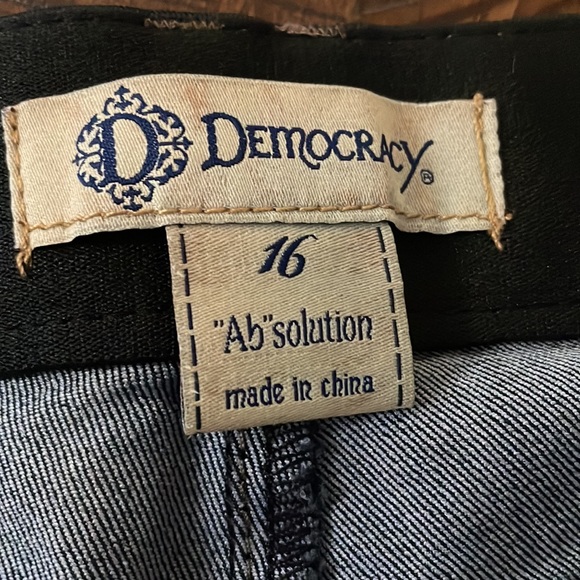 D DEMOCRACY®
16
"Ab"solution
made in china